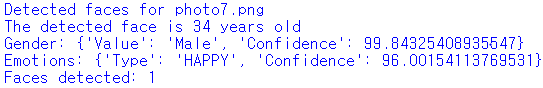 Detected faces for photo7.png
The detected face is 34 years old
Gender: {'Value': 'Male', 'Confidence': 99.84325408935547}
Emotions: {'Type': 'HAPPY', 'Confidence': 96.00154113769531}
Faces detected: 1